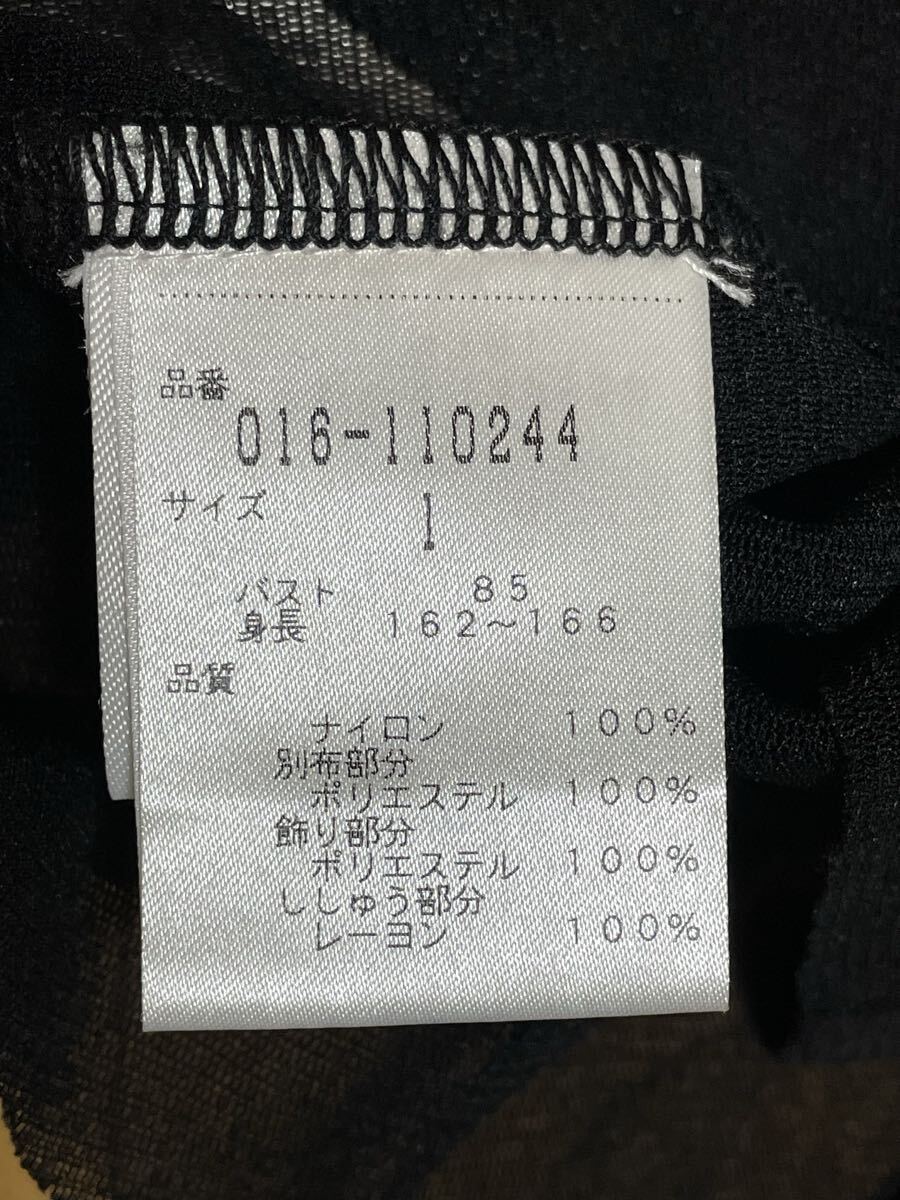 品番
016-110244
サイズ 1
バスト 85
身長 162~166
品質
ナイロン 100%
別布部分
ポリエステル 100%
飾り部分
ポリエステル 100%
ししゅう部分
レーヨン 100%